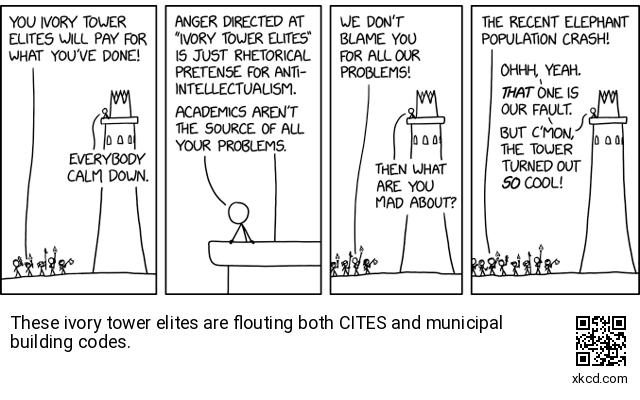 YOU IVORY TOWER
ELITES WILL PAY FOR
WHAT YOU'VE DONE!
EVERYBODY
CALM DOWN.
ANGER DIRECTED AT
"IVORY TOWER ELITES"
IS JUST RHETORICAL
PRETENSE FOR ANTI-
INTELLECTUALISM.
ACADEMICS AREN'T
THE SOURCE OF ALL
YOUR PROBLEMS.
WE DON'T
BLAME YOU
FOR ALL OUR
PROBLEMS!
THEN WHAT
ARE YOU
MAD ABOUT?
THE RECENT ELEPHANT
POPULATION CRASH!
OHHH, YEAH.
THAT ONE IS
OUR FAULT.
BUT C'MON,
THE TOWER
TURNED OUT
SO COOL!
These ivory tower elites are flouting both CITES and municipal
building codes.
xkcd.com